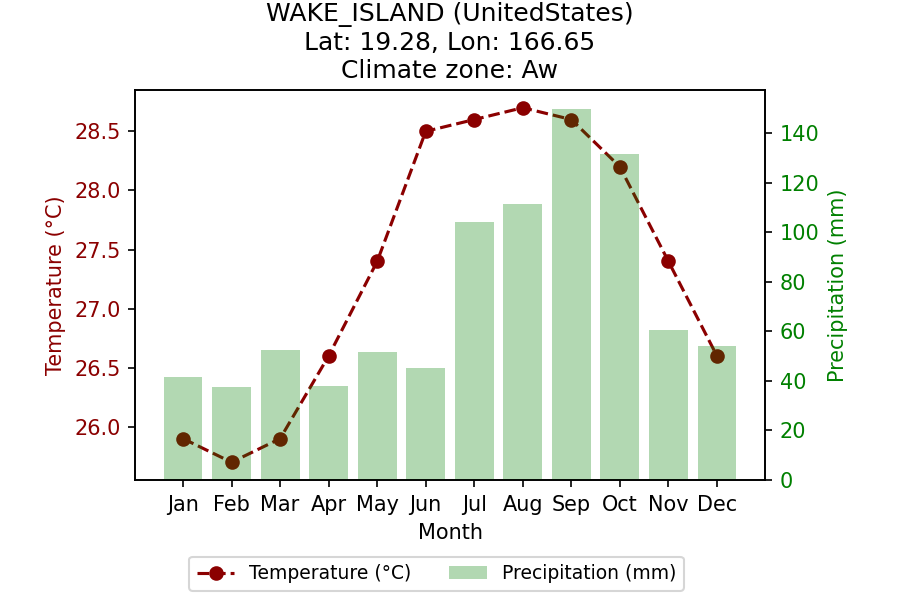 WAKE_ISLAND (UnitedStates)
Lat: 19.28, Lon: 166.65
Climate zone: Aw
Temperature (°C)
28.5
28.0
27.5
27.0
26.5
26.0
140
120
100
80
60
40
20
0
Precipitation (mm)
Jan Feb Mar Apr May Jun Jul Aug Sep Oct Nov Dec
Month
Temperature (°C) Precipitation (mm)